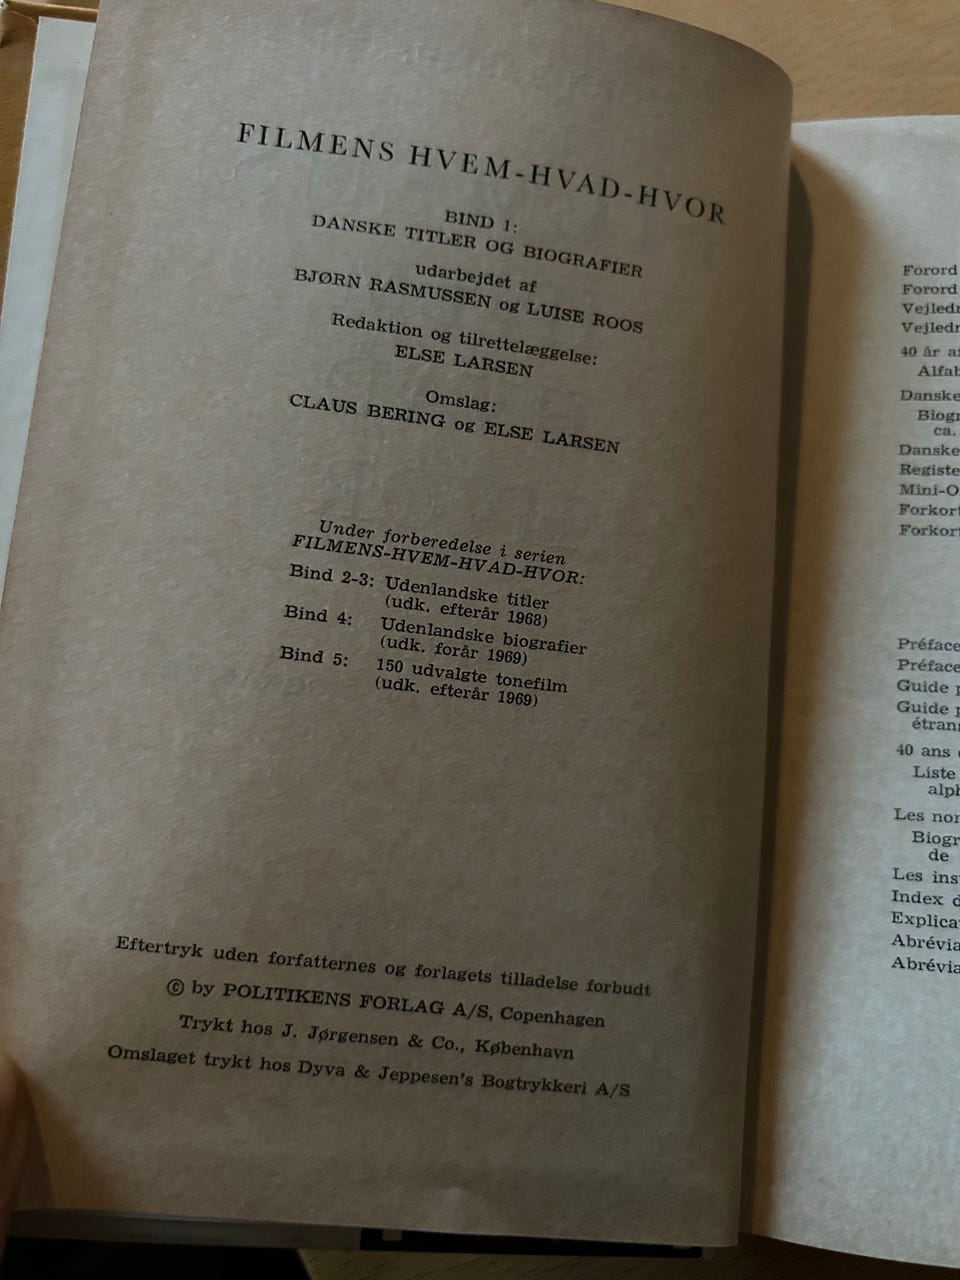 FILMENS HVEM-HVAD-HVOR
BIND 1:
DANSKE TITLER OG BIOGRAFIER
udarbejdet af
BJØRN RASMUSSEN og LUISE ROOS
Redaktion og tilrettelæggelse:
ELSE LARSEN
Omslag:
CLAUS BERING og ELSE LARSEN
Under forberedelse i serien
FILMENS-HVEM-HVAD-HVOR:
Bind 2-3: Udenlandske titler
(udk. efterår 1968)
Bind 4: Udenlandske biografier
(udk. forår 1969)
Bind 5: 150 udvalgte tonefilm
(udk. efterår 1969)
Eftertryk uden forfatternes og forlagets tilladelse forbudt
© by POLITIKENS FORLAG A/S, Copenhagen
Trykt hos J. Jørgensen & Co., København
Omslaget trykt hos Dyva & Jeppesen's Bogtrykkeri A/S
Forord
Forord
40 år
Danske
ca.
Danske
Préface
Préface
Guide
Guide
40 ans
Liste
Les
de
Les
Index